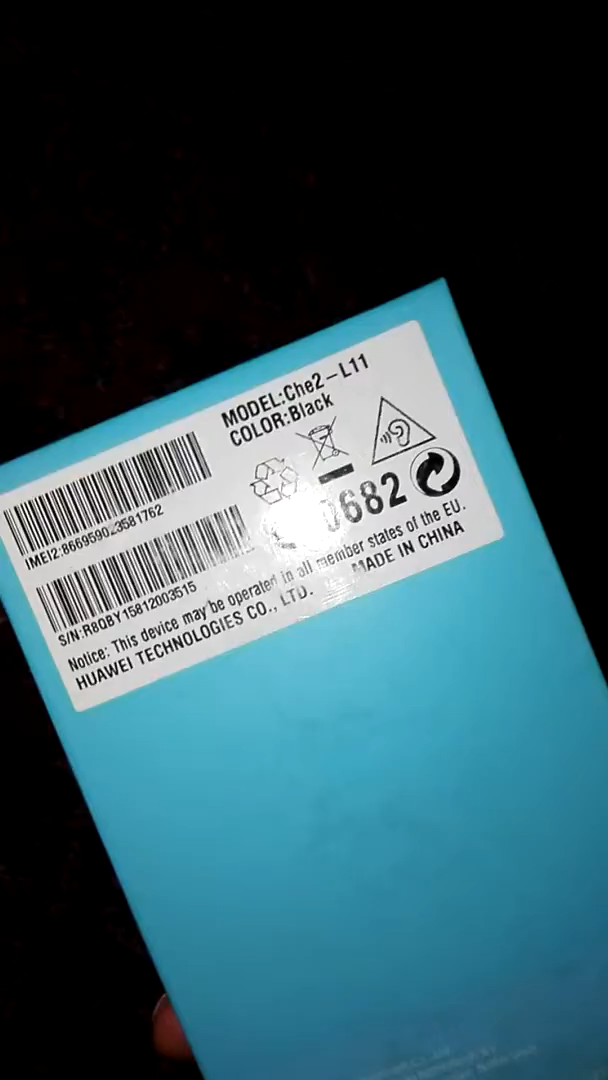 MODEL:Che2-L11
COLOR:Black
0682
S/N:R8QBY15812003515
Notice: This device may be operated in all member states of the EU.
HUAWEI TECHNOLOGIES CO., LTD. MADE IN CHINA